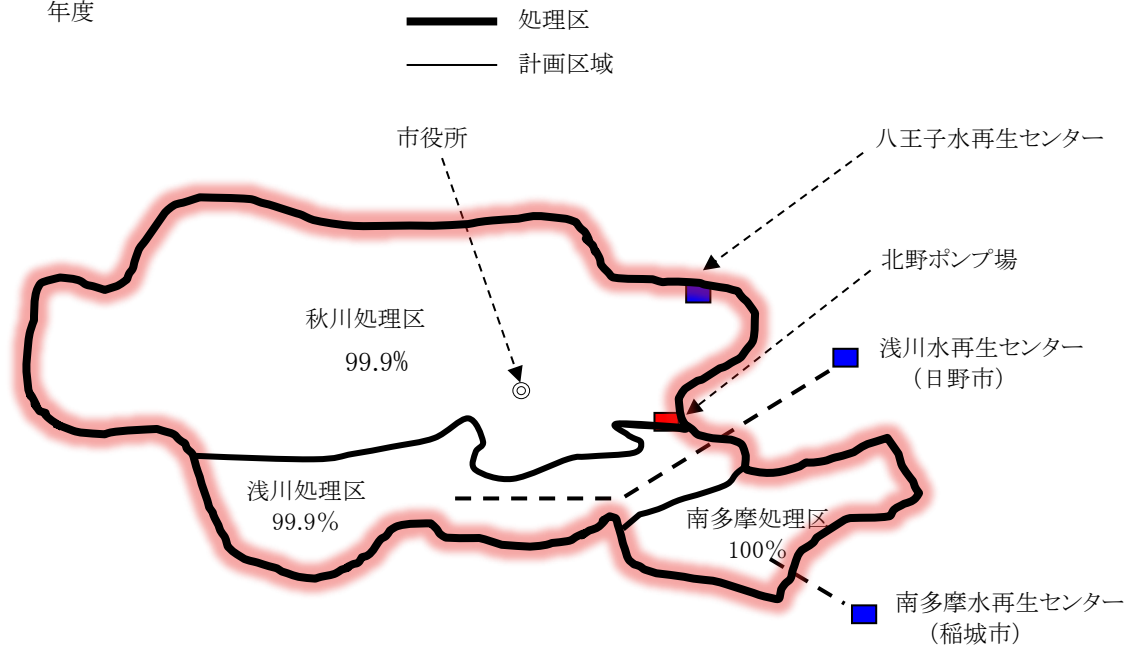 年度
処理区
計画区域
市役所
八王子水再生センター
北野ポンプ場
秋川処理区
99.9%
浅川水再生センター
（日野市）
浅川処理区
99.9%
南多摩処理区
100%
南多摩水再生センター
（稲城市）